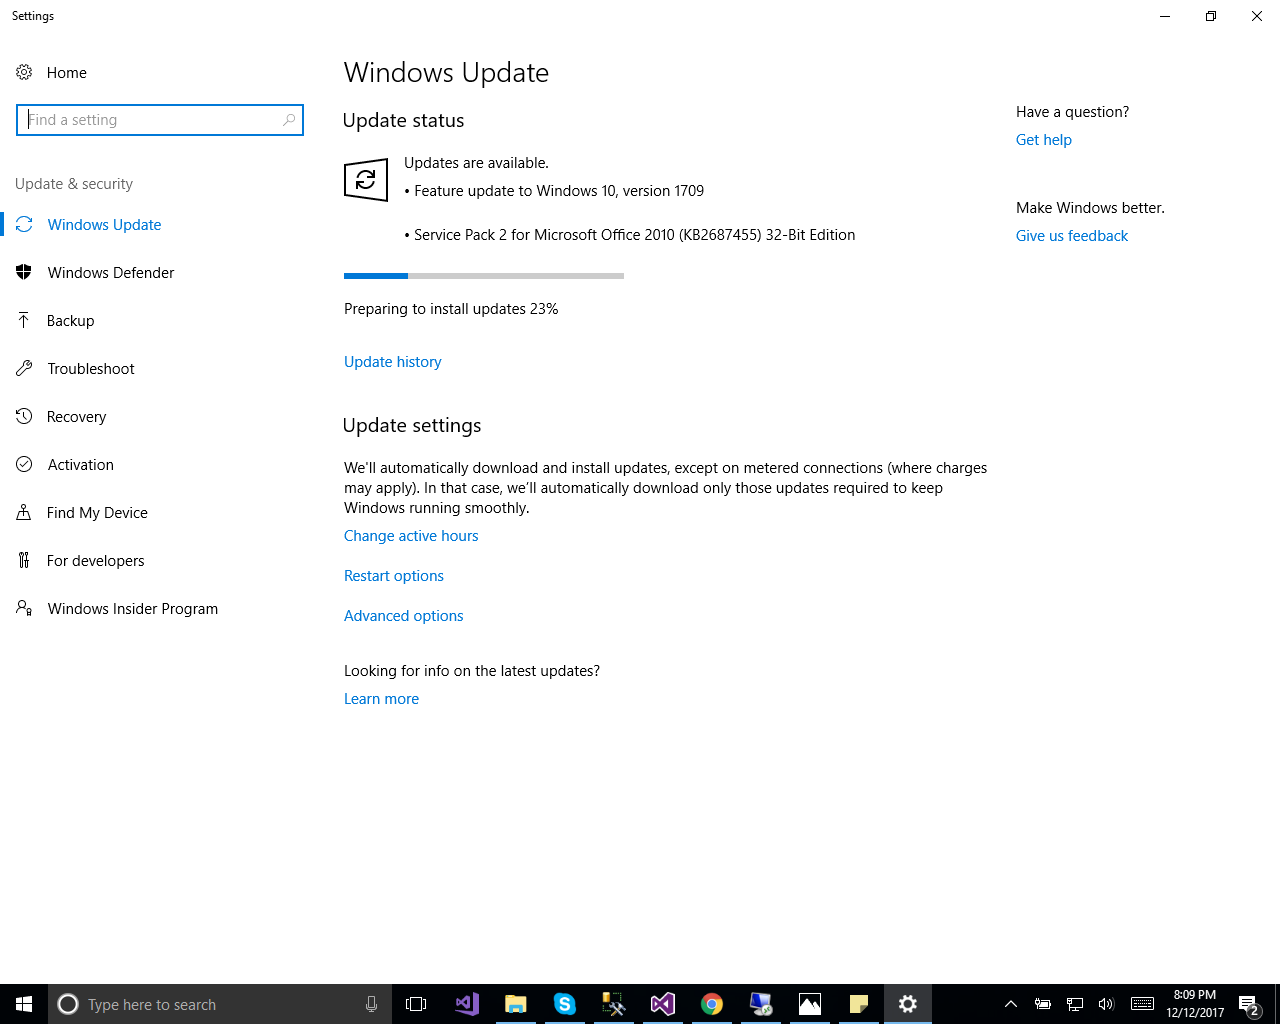 Settings
Home
Find a setting
Update & security
Windows Update
Windows Defender
Backup
Troubleshoot
Recovery
Activation
Find My Device
For developers
Windows Insider Program
Windows Update
Update status
Updates are available.
• Feature update to Windows 10, version 1709
• Service Pack 2 for Microsoft Office 2010 (KB2687455) 32-Bit Edition
Preparing to install updates 23%
Update history
Update settings
We'll automatically download and install updates, except on metered connections (where charges
may apply). In that case, we'll automatically download only those updates required to keep
Windows running smoothly.
Change active hours
Restart options
Advanced options
Looking for info on the latest updates?
Learn more
Have a question?
Get help
Make Windows better.
Give us feedback
Type here to search
8:09 PM
12/12/2017
2